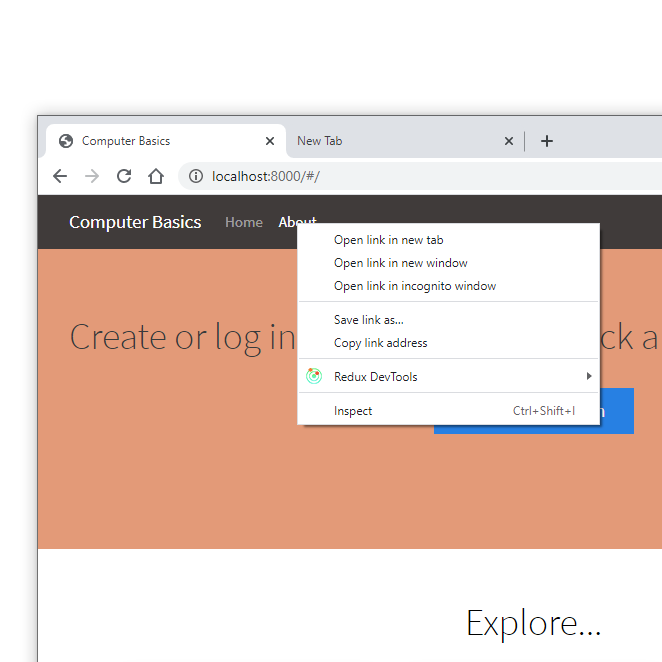 Computer Basics
New Tab
localhost:8000/#/
Computer Basics Home About
Open link in new tab
Open link in new window
Open link in incognito window
Save link as...
Copy link address
Redux DevTools
Inspect Ctrl+Shift+I
Create or log in
a
Explore...